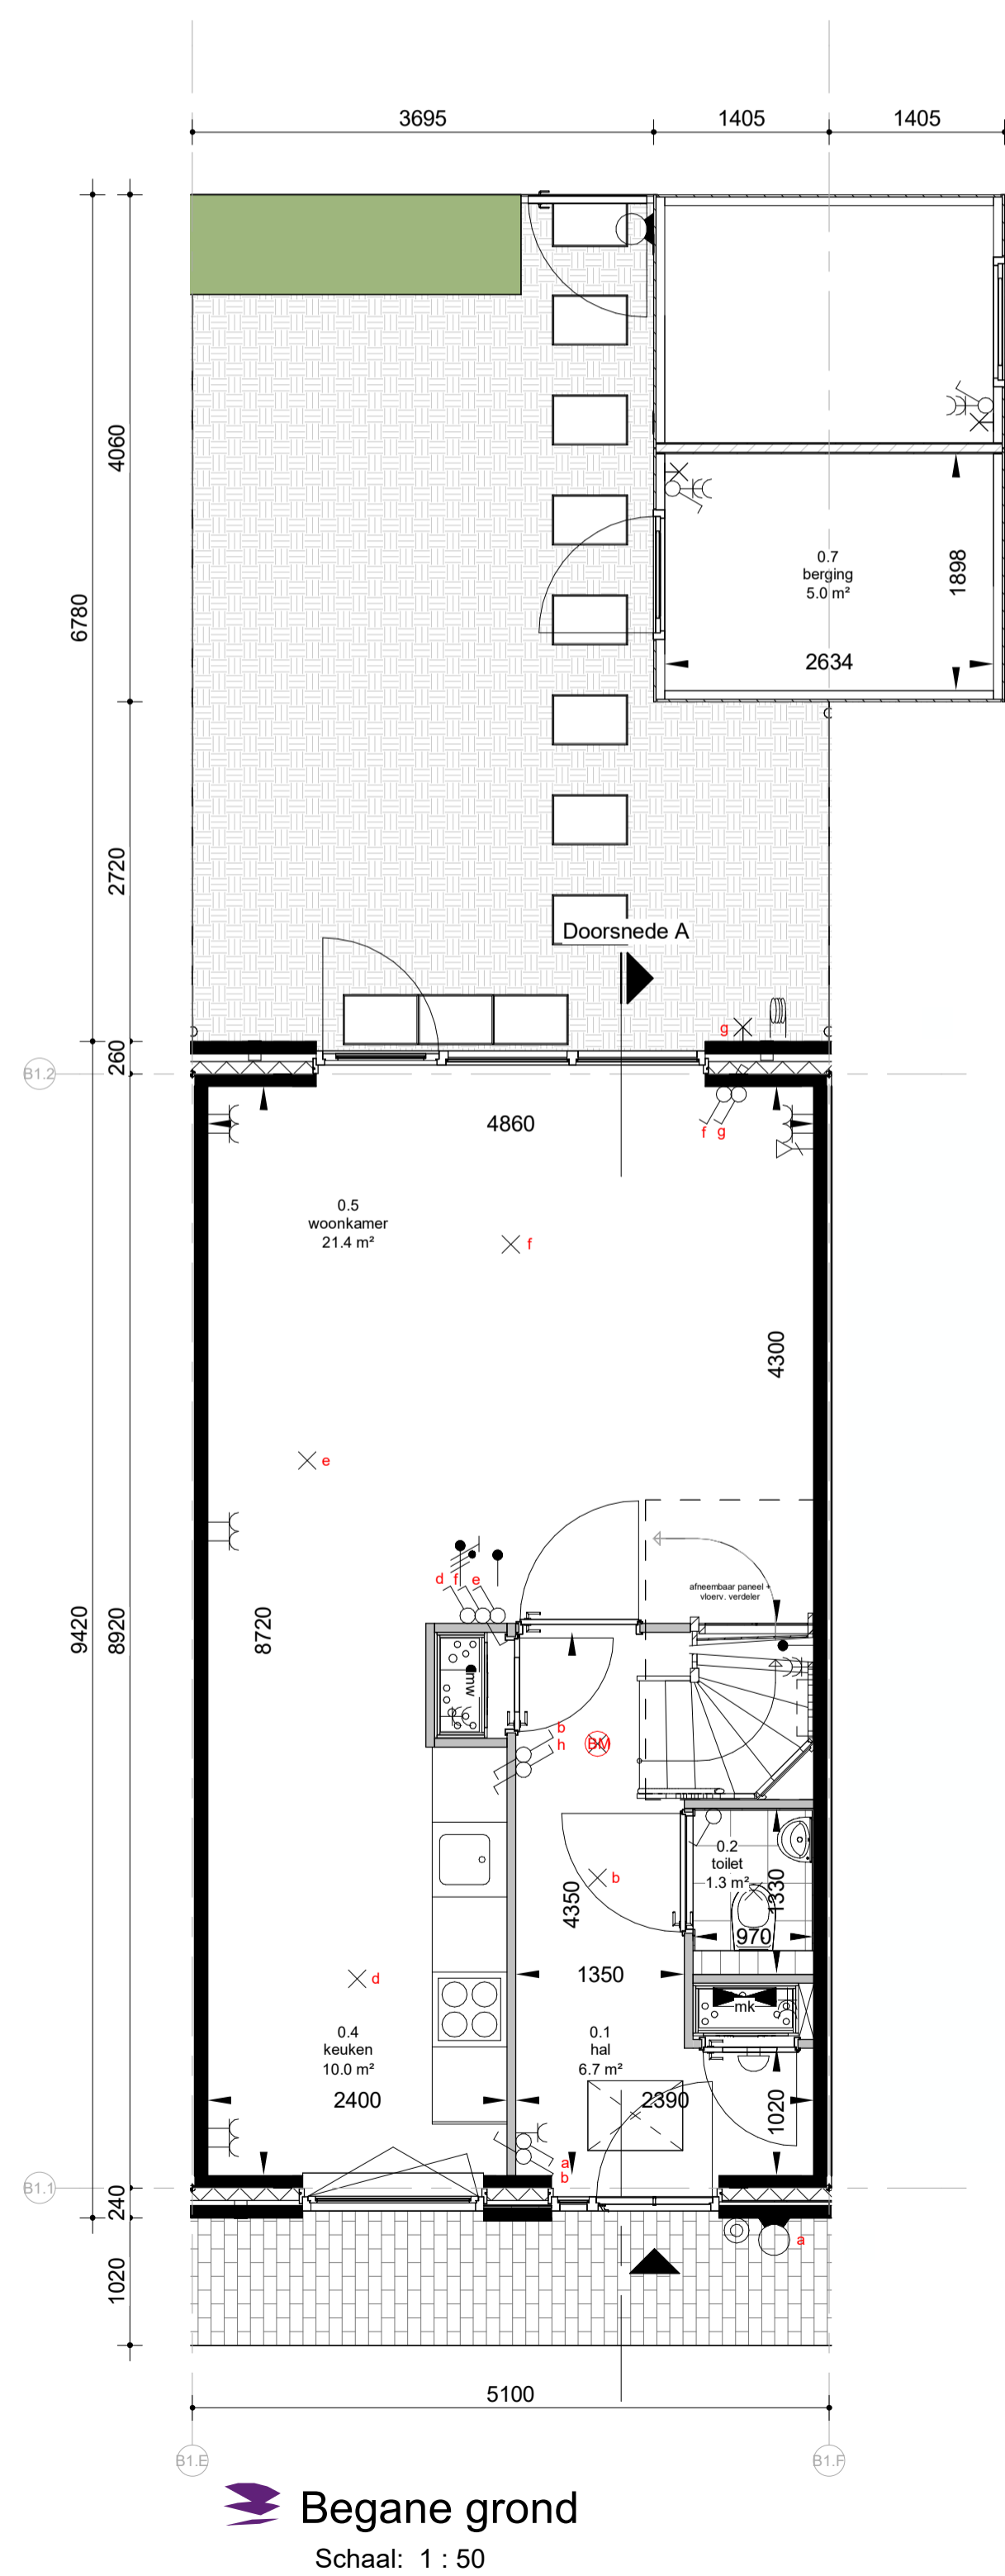 3695
1405
1405
4060
6780
0.7
berging
5.0 m²
1898
2634
2720
Doorsnede A
g
260
B1.2
4860
f
g
0.5
woonkamer
21.4 m²
f
4300
e
9420
8920
8720
afneembaar paneel +
vloerv. verdeler
d
f
e
mw
b
h
BM
0.2
toilet
1.3 m²
1330
b
4350
970
1350
d
mk
0.4
keuken
10.0 m²
0.1
hal
6.7 m²
2400
2390
1020
a
b
B1.1
240
a
1020
5100
B1.E
B1.F
Begane grond
Schaal: 1 : 50